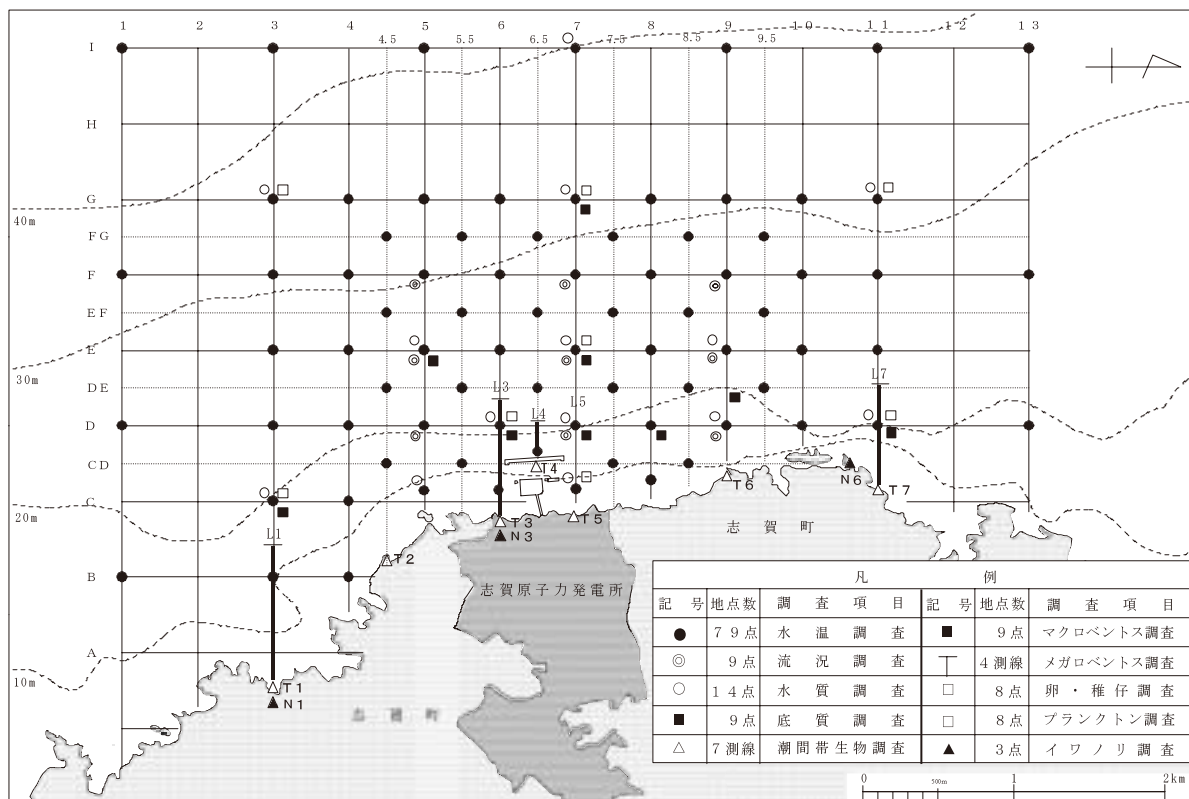 1 2 3 4 5 6 7 8 9 10 11 12 13
4.5 5.5 6.5 7.5 8.5 9.5
I
H
G
40m
FG
F
EF
E
30m
DE
L3
L7
L4
L5
D
CD
T4
N6
T6
T7
C
20m
T3
T5
N3
志賀町
L1
T2
B
志賀原子力発電所
A
10m
T1
N1
志賀町
凡例
記号 地点数 調査項目 記号 地点数 調査項目
● 79点 水温調査 ■ 9点 マクロベントス調査
◎ 9点 流況調査 4測線 メガロベントス調査
○ 14点 水質調査 □ 8点 卵・稚仔調査
■ 9点 底質調査 □ 8点 プランクトン調査
△ 7測線 潮間帯生物調査 ▲ 3点 イワノリ調査
0 500m 1 2km